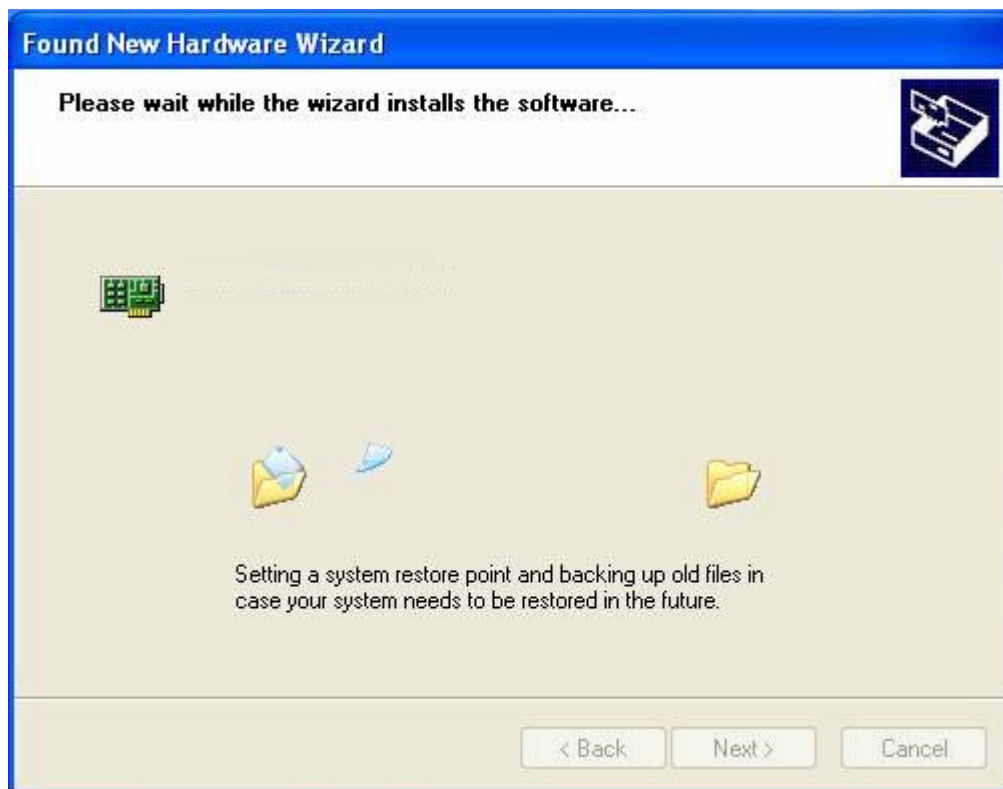 Found New Hardware Wizard
Please wait while the wizard installs the software...
Setting a system restore point and backing up old files in
case your system needs to be restored in the future.
< Back
Next >
Cancel